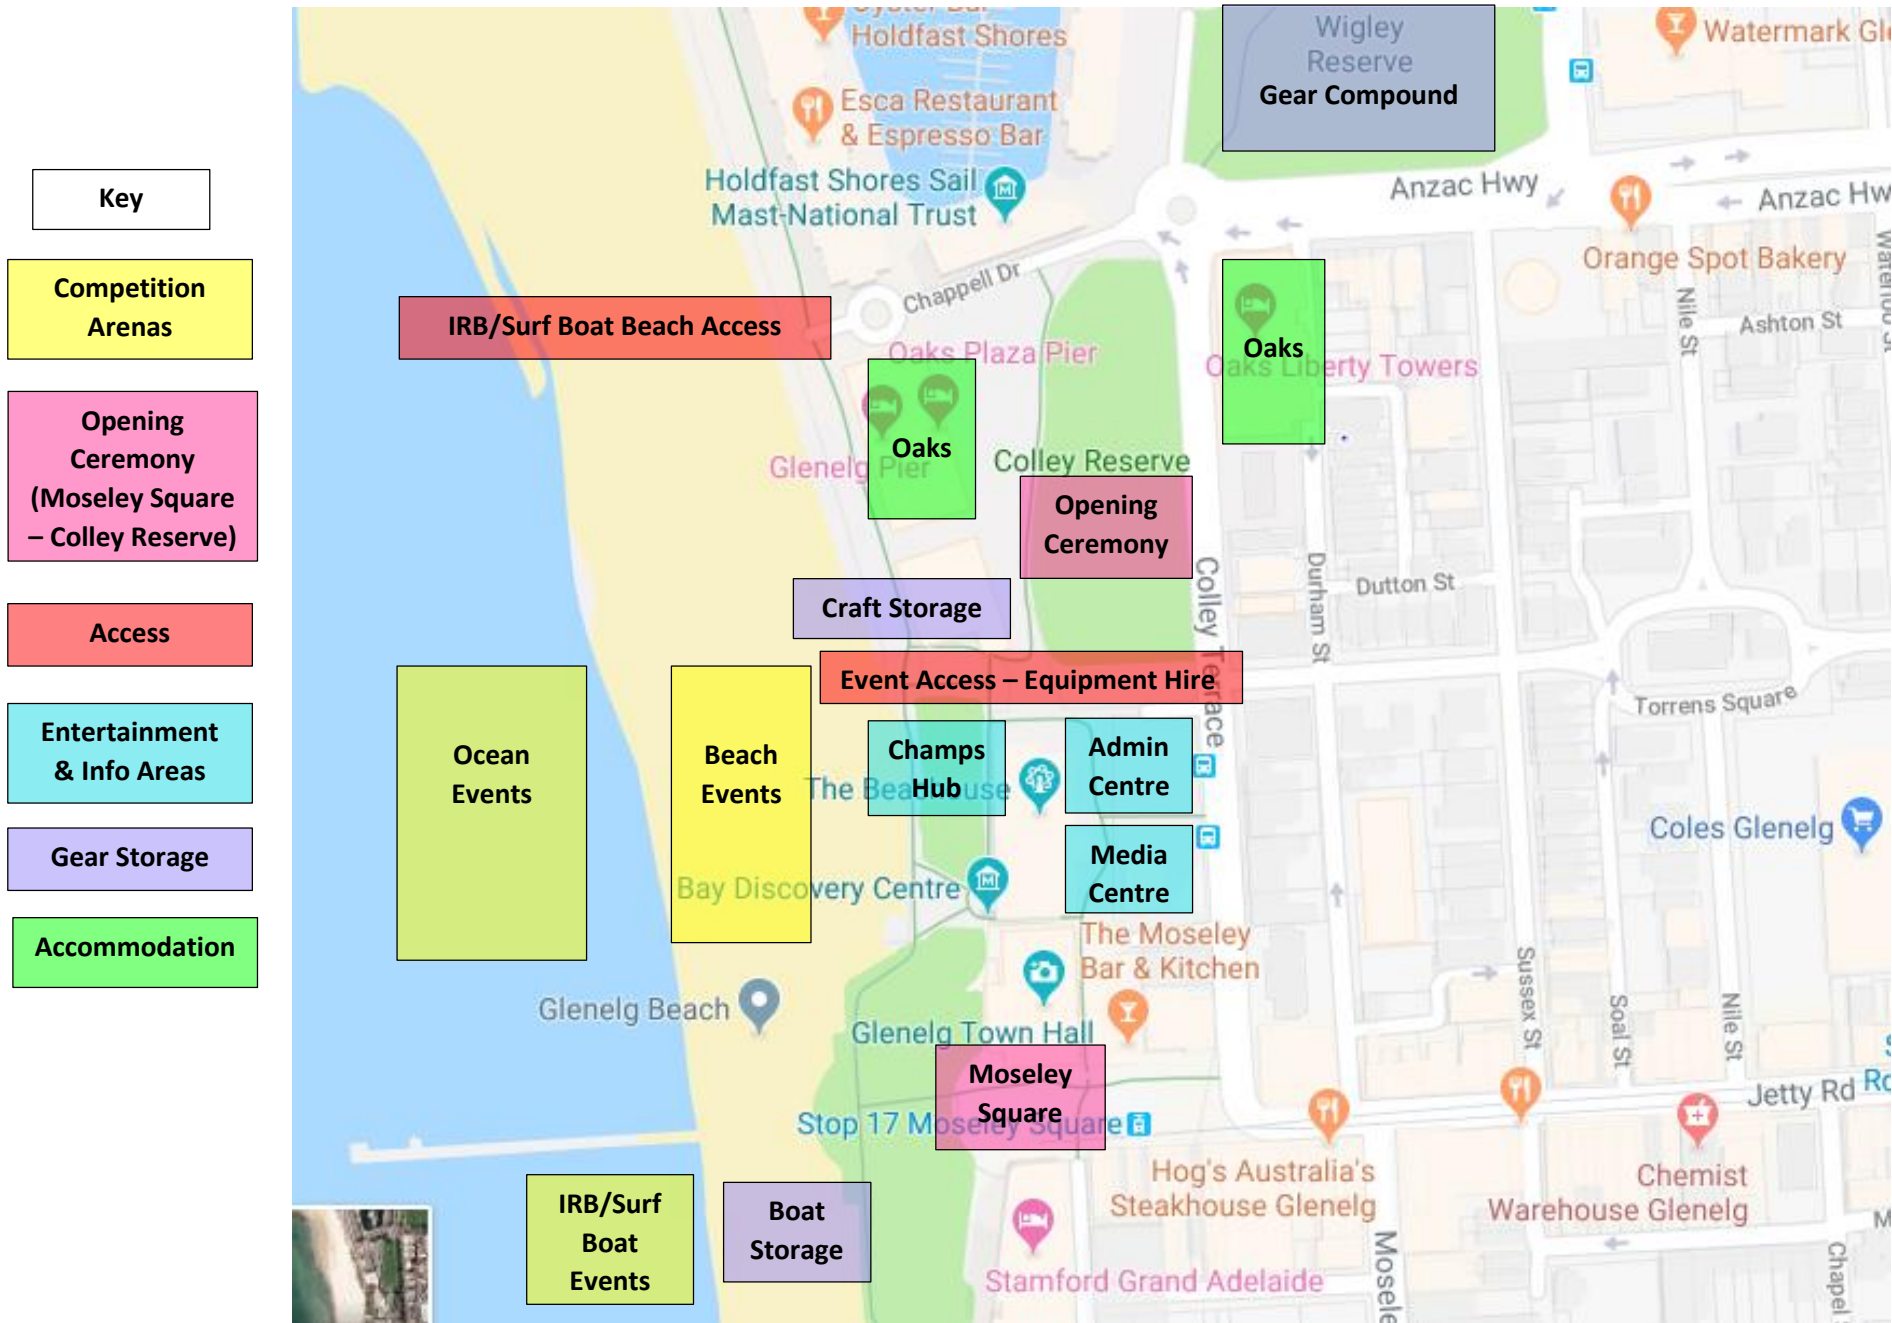 Key
Competition
Arenas
Opening
Ceremony
(Moseley Square
– Colley Reserve)
Access
Entertainment
& Info Areas
Gear Storage
Accommodation
Holdfast Shores
Esca Restaurant
& Espresso Bar
Holdfast Shores Sail
Mast-National Trust
Wigley
Reserve
Gear Compound
Watermark Gle
Anzac Hwy
Anzac Hw
Orange Spot Bakery
Chappell Dr
IRB/Surf Boat Beach Access
Oaks Plaza Pier
Oaks
Glenelg Pier
Oaks
Oaks Liberty Towers
Nile St
Ashton St
Colley Reserve
Opening
Ceremony
Craft Storage
Colley Terrace
Durham St
Dutton St
Event Access – Equipment Hire
Torrens Square
Ocean
Events
Beach
Events
Champs
Hub
The Beachouse
Admin
Centre
Media
Centre
Coles Glenelg
Bay Discovery Centre
The Moseley
Bar & Kitchen
Glenelg Beach
Glenelg Town Hall
Sussex St
Soal St
Nile St
Moseley
Square
Stop 17 Moseley Square
Jetty Rd
IRB/Surf
Boat
Events
Boat
Storage
Hog's Australia's
Steakhouse Glenelg
Chemist
Warehouse Glenelg
Stamford Grand Adelaide
Mosele
Chapel